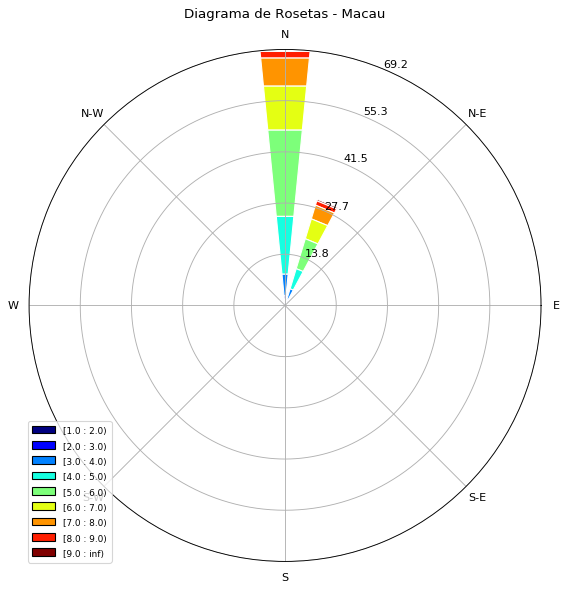 Diagrama de Rosetas - Macau
N
69.2
N-W
N-E
55.3
41.5
27.7
13.8
W
E
[1.0 : 2.0)
[2.0 : 3.0)
[3.0 : 4.0)
[4.0 : 5.0)
[5.0 : 6.0)
S-W
S-E
[6.0 : 7.0)
[7.0 : 8.0)
[8.0 : 9.0)
[9.0 : inf)
S